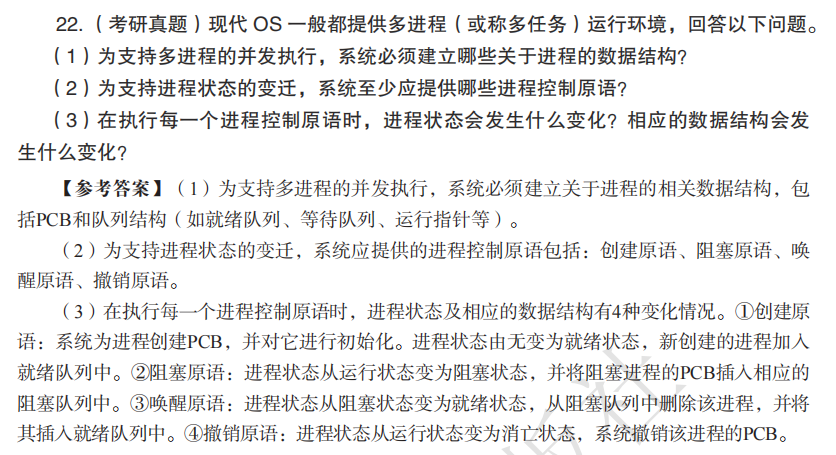 22.（考研真题）现代 OS 一般都提供多进程（或称多任务）运行环境，回答以下问题。
（1）为支持多进程的并发执行，系统必须建立哪些关于进程的数据结构？
（2）为支持进程状态的变迁，系统至少应提供哪些进程控制原语？
（3）在执行每一个进程控制原语时，进程状态会发生什么变化？相应的数据结构会发
生什么变化？
【参考答案】（1）为支持多进程的并发执行，系统必须建立关于进程的相关数据结构，包
括PCB和队列结构（如就绪队列、等待队列、运行指针等）。
（2）为支持进程状态的变迁，系统应提供的进程控制原语包括：创建原语、阻塞原语、唤
醒原语、撤销原语。
（3）在执行每一个进程控制原语时，进程状态及相应的数据结构有4种变化情况。①创建原
语：系统为进程创建PCB，并对它进行初始化。进程状态由无变为就绪状态，新创建的进程加入
就绪队列中。②阻塞原语：进程状态从运行状态变为阻塞状态，并将阻塞进程的PCB插入相应的
阻塞队列中。③唤醒原语：进程状态从阻塞状态变为就绪状态，从阻塞队列中删除该进程，并将
其插入就绪队列中。④撤销原语：进程状态从运行状态变为消亡状态，系统撤销该进程的PCB。